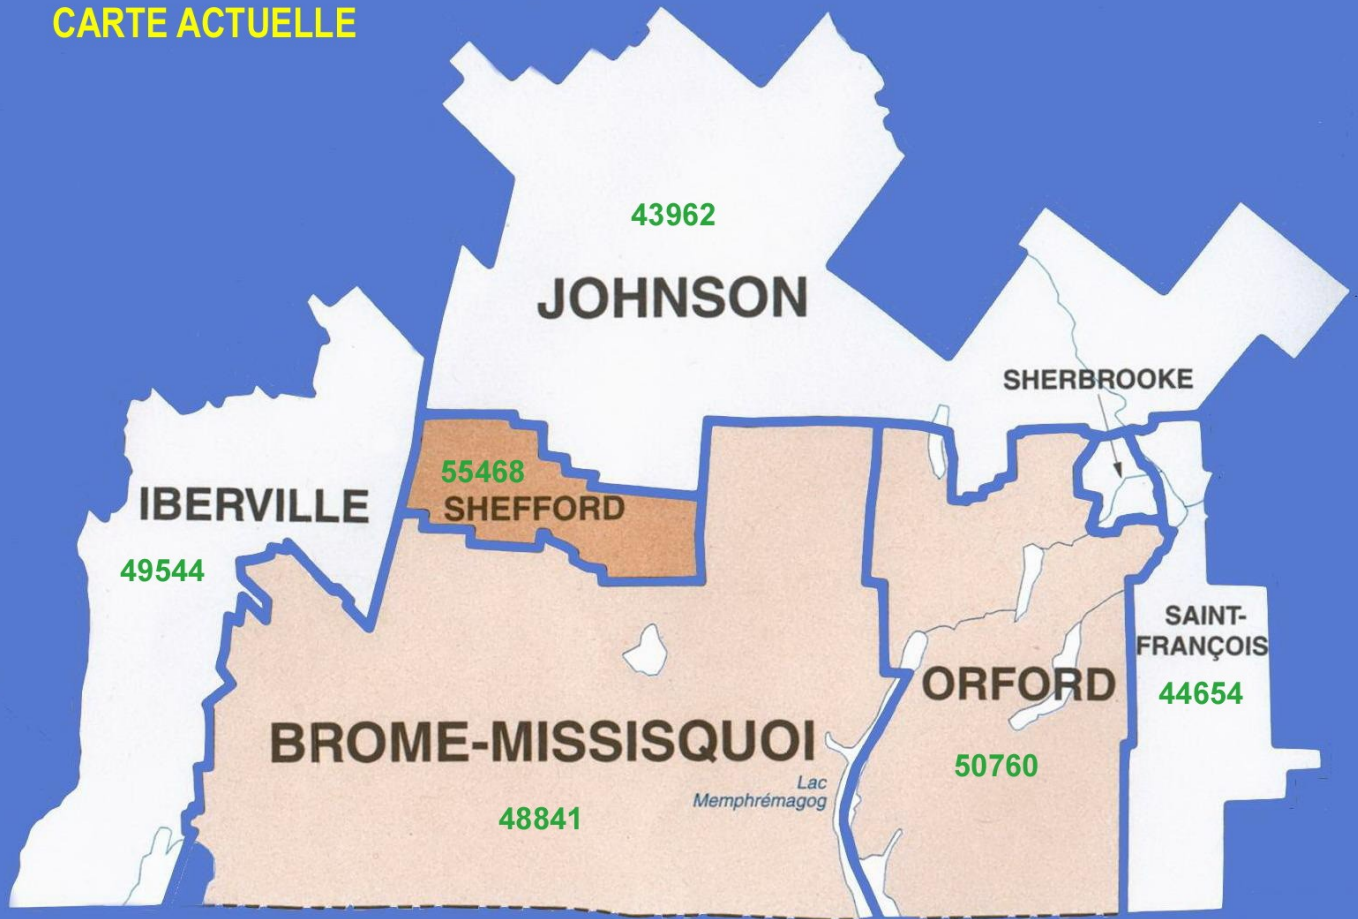 CARTE ACTUELLE
43962
JOHNSON
SHERBROOKE
55468
SHEFFORD
IBERVILLE
49544
SAINT-
FRANÇOIS
44654
ORFORD
50760
BROME-MISSISQUOI
Lac
Memphrémagog
48841